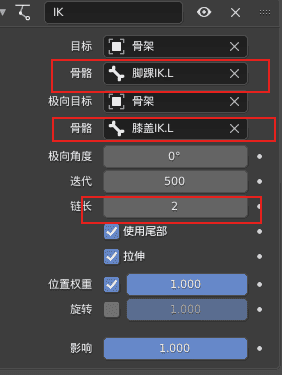 IK
目标 骨架
骨骼 脚踝IK.L
极向目标 骨架
骨骼 膝盖IK.L
极向角度 0°
迭代 500
链长 2
使用尾部
拉伸
位置权重 1.000
旋转 1.000
影响 1.000